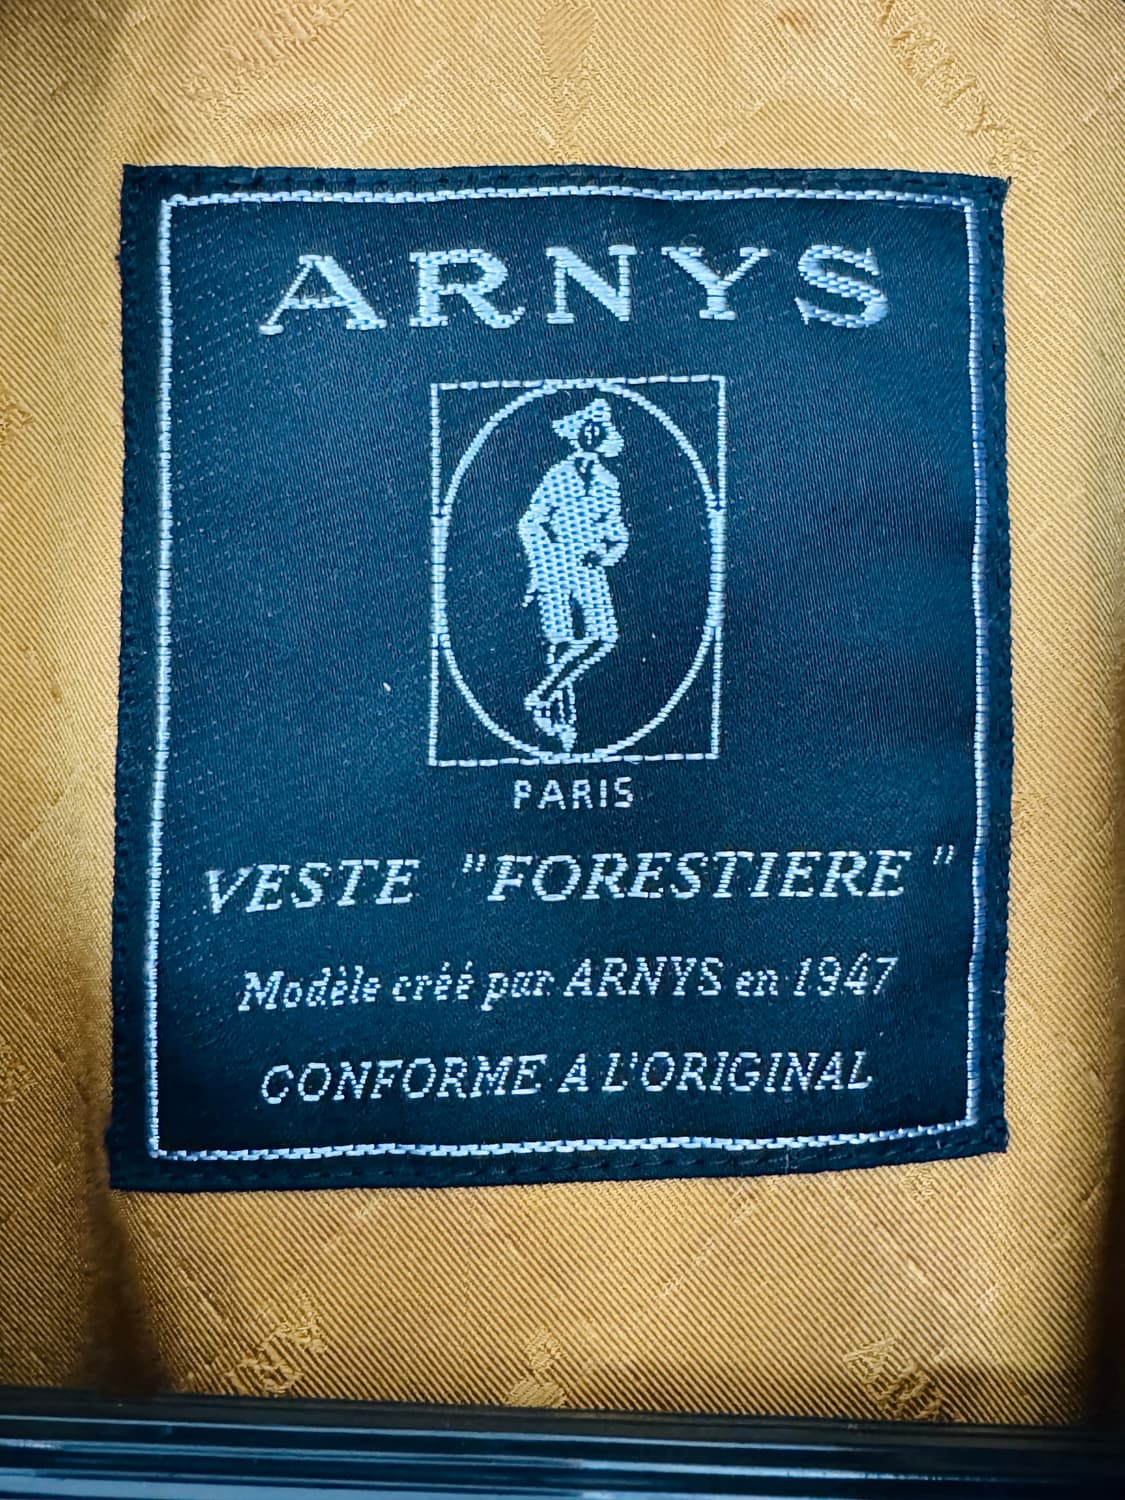 ARNYS
PARIS
VESTE "FORESTIERE"
Modèle créé par ARNYS en 1947
CONFORME A L'ORIGINAL